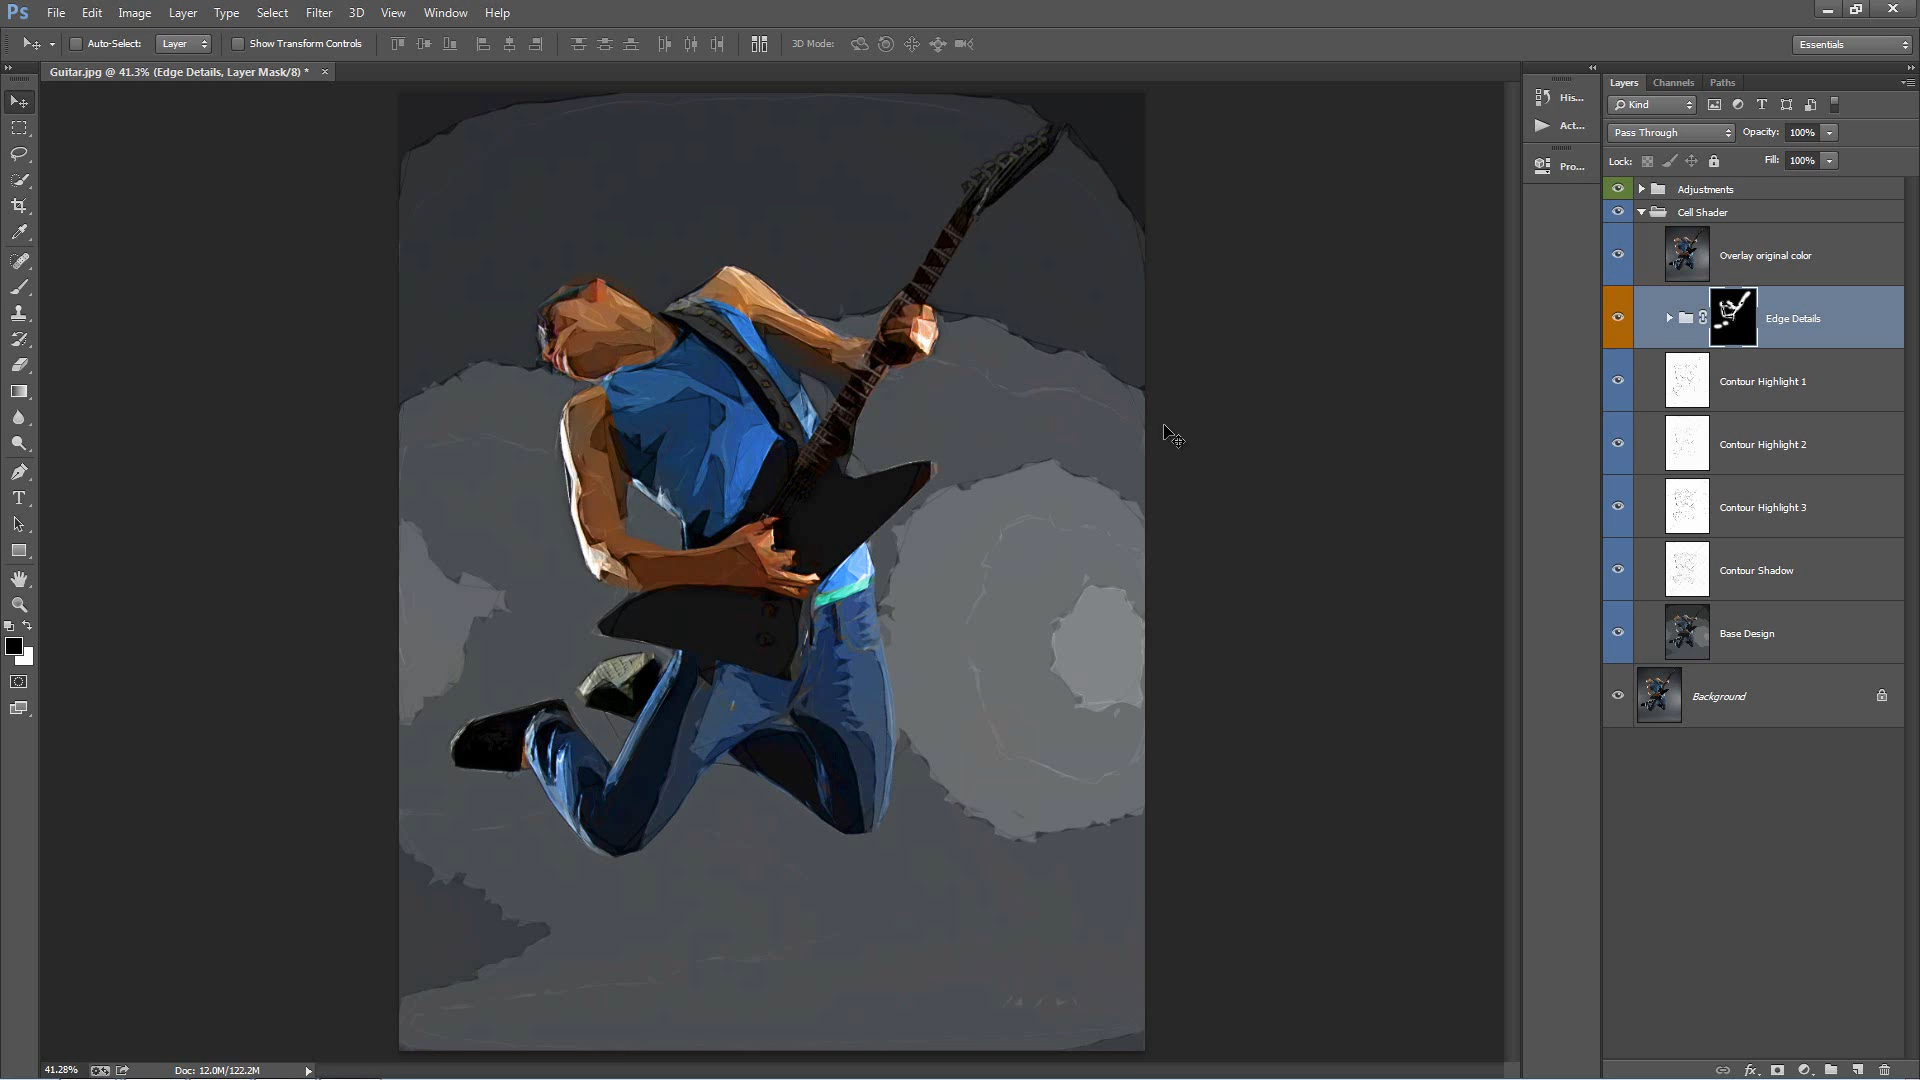 Ps File Edit Image Layer Type Select Filter 3D View Window Help
Auto-Select: Layer Show Transform Controls 3D Mode: Essentials
Guitar.jpg @ 41.3% (Edge Details, Layer Mask/8) * ×
Layers Channels Paths
His...
Kind
Act...
Pass Through Opacity: 100%
Lock: Fill: 100%
Pro...
Adjustments
Cell Shader
Overlay original color
Edge Details
Contour Highlight 1
Contour Highlight 2
Contour Highlight 3
Contour Shadow
Base Design
Background
41.28% Doc: 12.0M/122.2M
fx